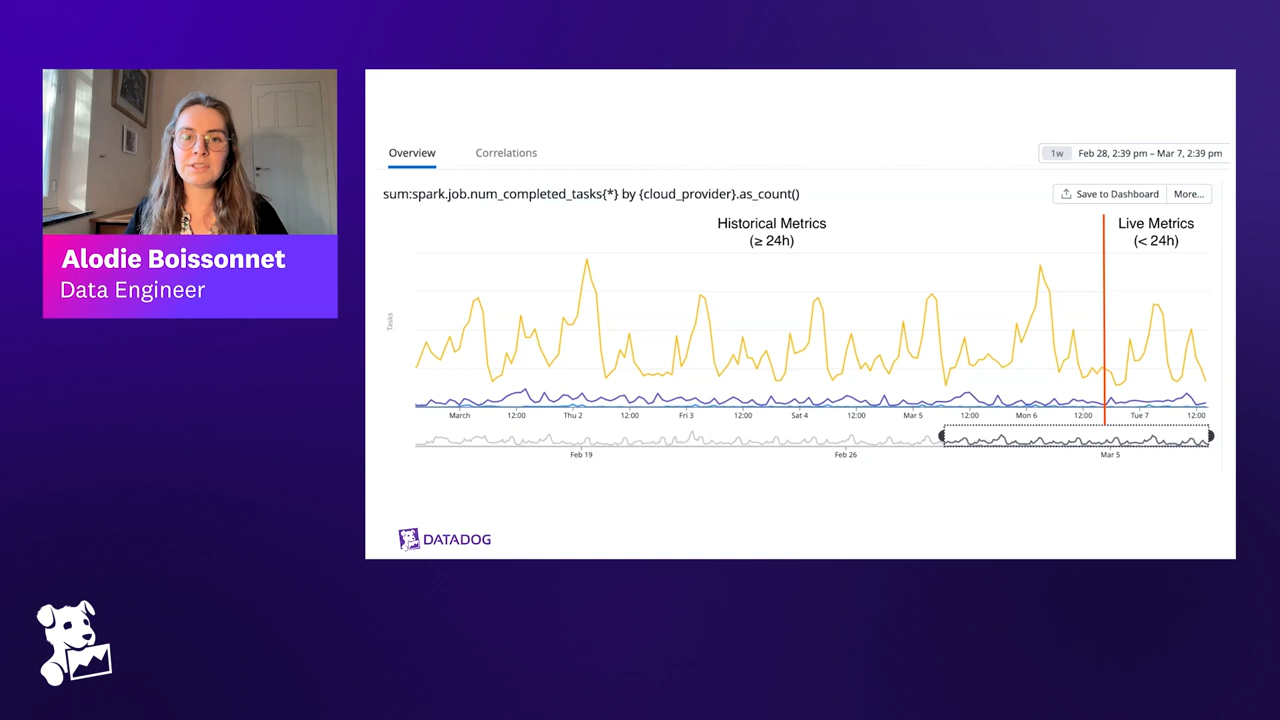 Alodie Boissonnet
Data Engineer
Overview
Correlations
1w Feb 28, 2:39 pm – Mar 7, 2:39 pm
sum:spark.job.num_completed_tasks{*} by {cloud_provider}.as_count()
Save to Dashboard
More...
Historical Metrics
(≥ 24h)
Live Metrics
(< 24h)
Tasks
March 12:00 Thu 2 12:00 Fri 3 12:00 Sat 4 12:00 Mar 5 12:00 Mon 6 12:00 Tue 7 12:00
Feb 19 Feb 26 Mar 5
DATADOG